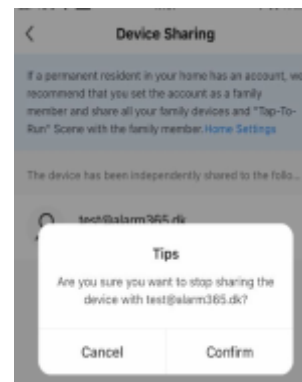 Device Sharing
If a permanent resident in your home has an account, we
recommend that you set the account as a family
member and share all your family devices and "Tap-To-
Run" Scene with the family member. Home Settings
The device has been independently shared to the follo...
test@alarm365.dk
Tips
Are you sure you want to stop sharing the
device with test@alarm365.dk?
Cancel
Confirm